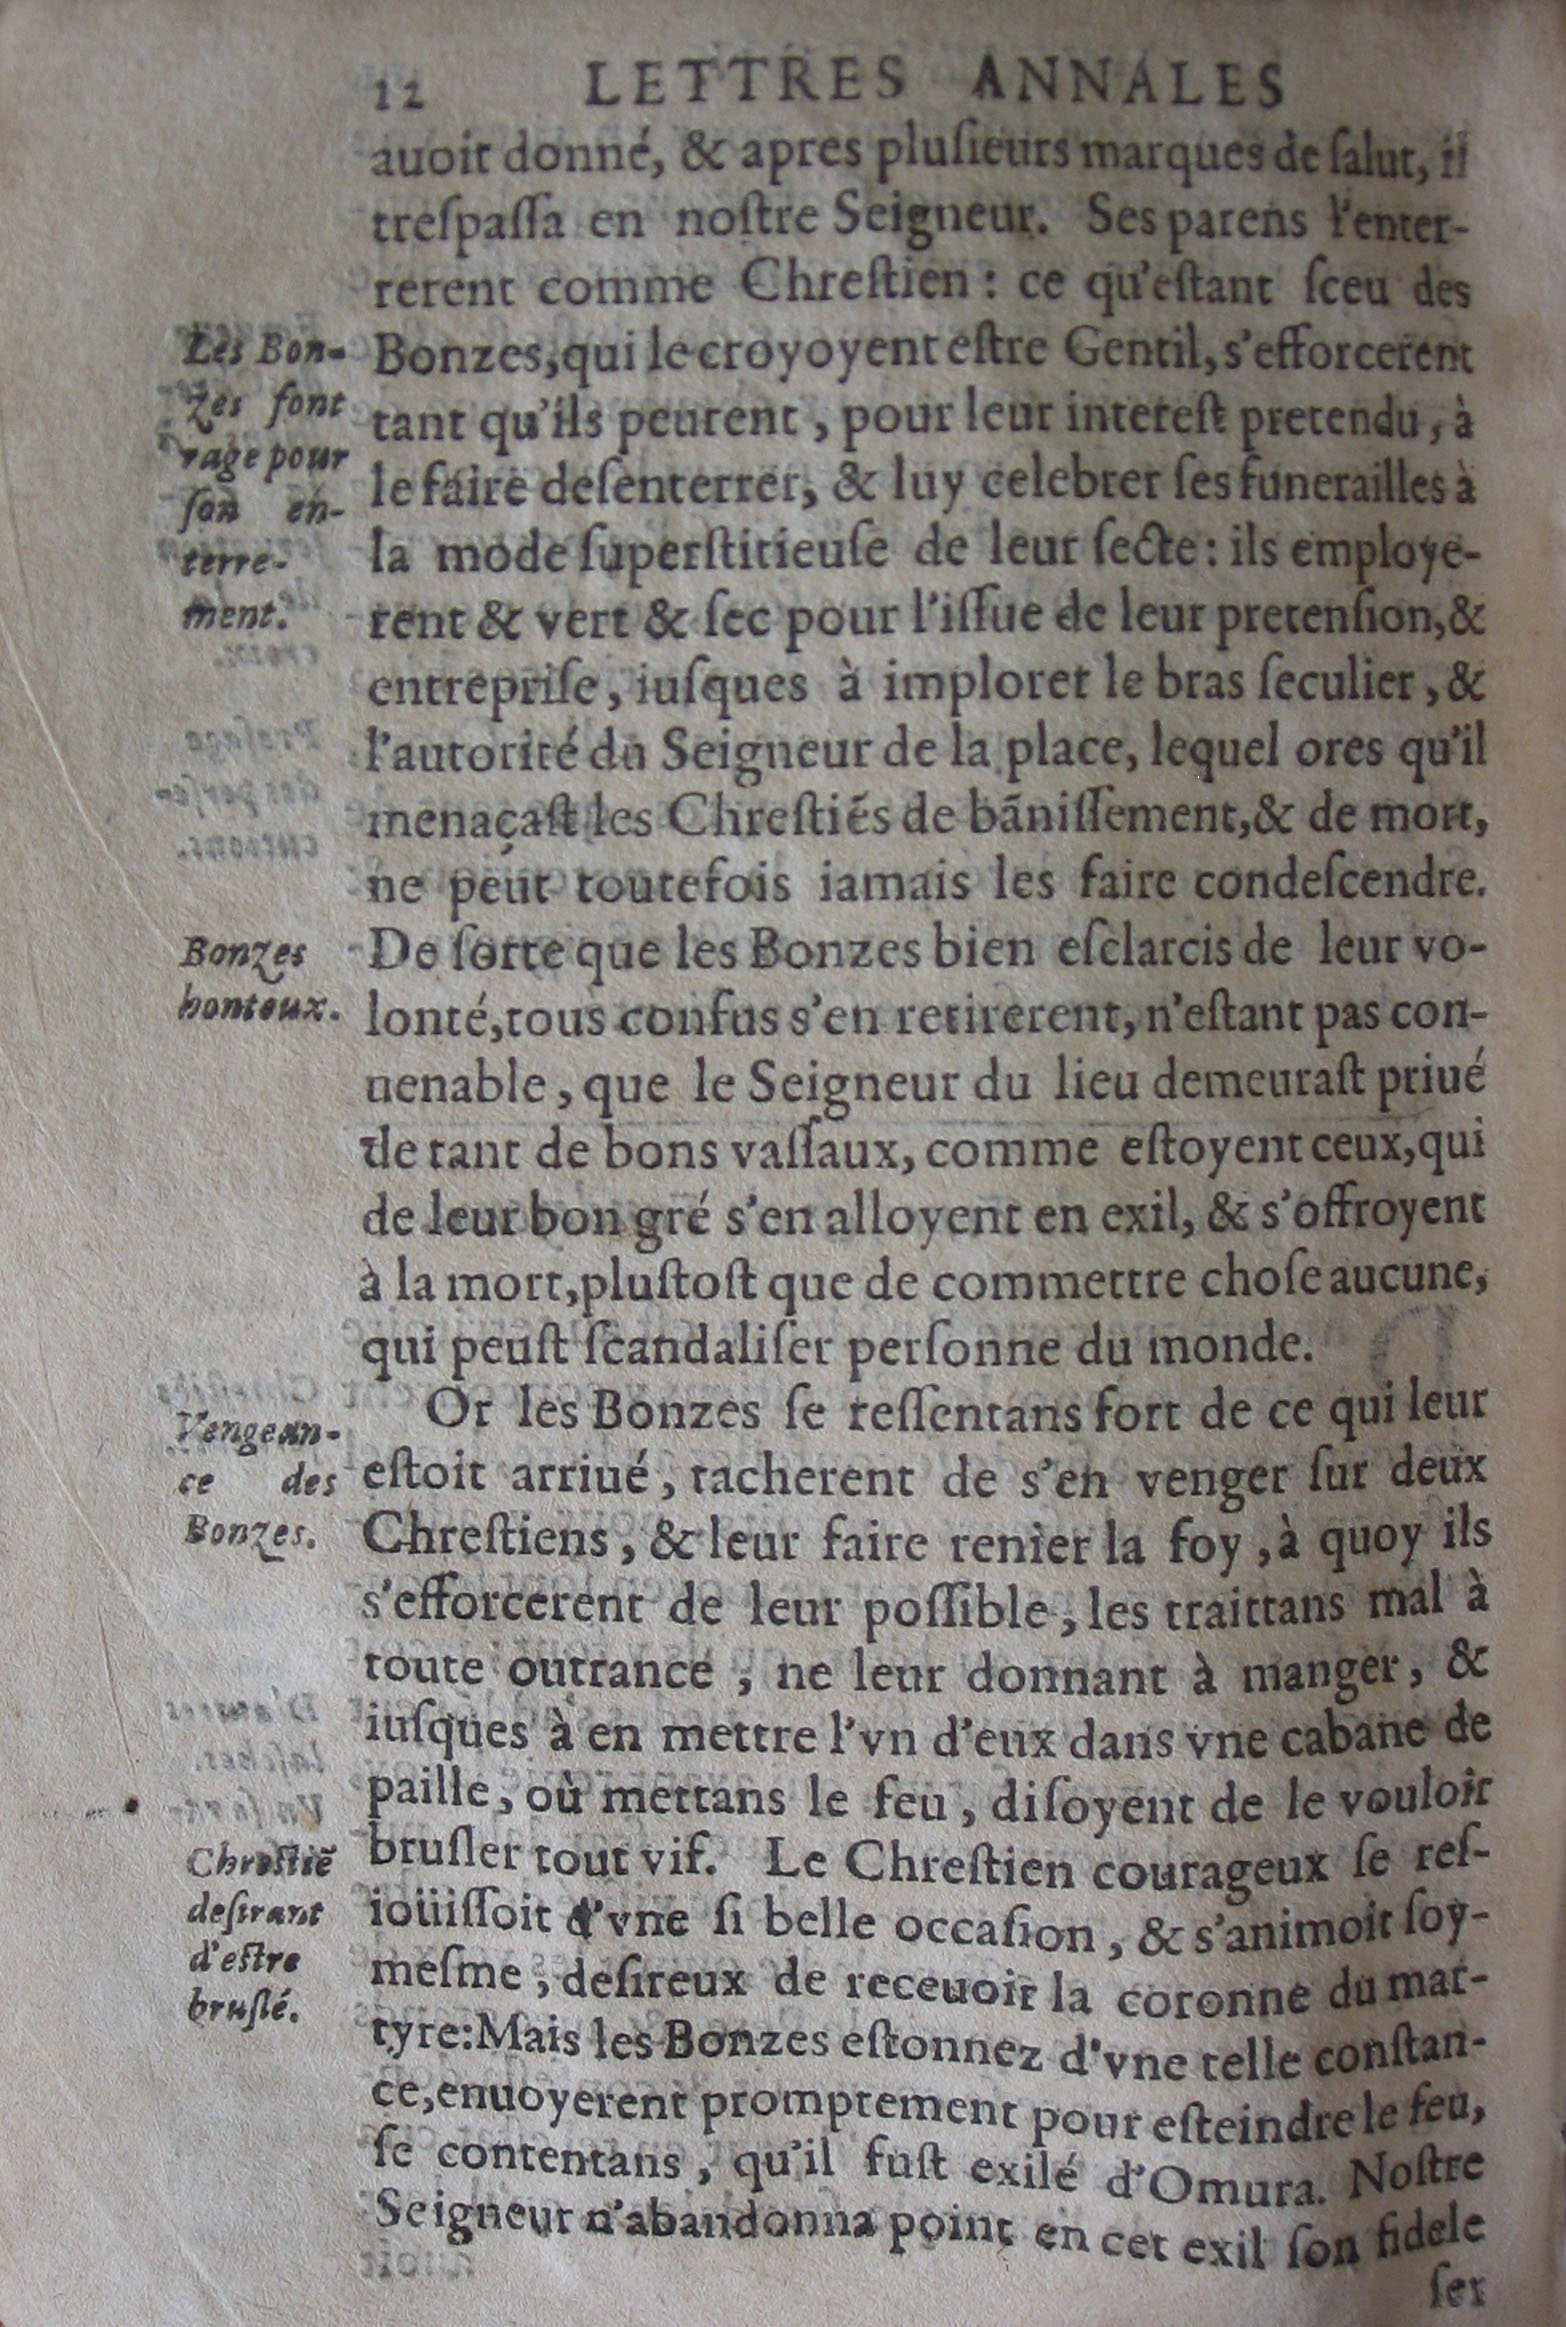 12 LETTRES ANNALES
auoit donné, & apres pluſieurs marques de ſalut, il
treſpaſſa en noſtre Seigneur. Ses parens l'enter-
rerent comme Chreſtien : ce qu'eſtant ſceu des
Bonzes, qui le croyoyent eſtre Gentil, s'efforcerent
tant qu'ils peurent, pour leur intereſt pretendu, à
le faire deſenterrer, & luy celebrer ſes funerailles à
la mode ſuperſtitieuſe de leur ſecte : ils employe-
rent & vert & ſec pour l'iſſue de leur pretenſion, &
entrepriſe, iuſques à implorer le bras ſeculier, &
l'autorité du Seigneur de la place, lequel ores qu'il
menaçaſt les Chreſtiẽs de bãniſſement, & de mort,
ne peut toutefois iamais les faire condeſcendre.
De ſorte que les Bonzes bien eſclarcis de leur vo-
lonté, tous confus s'en retirerent, n'eſtant pas con-
uenable, que le Seigneur du lieu demeuraſt priué
de tant de bons vaſſaux, comme eſtoyent ceux, qui
de leur bon gré s'en alloyent en exil, & s'offroyent
à la mort, pluſtoſt que de commettre choſe aucune,
qui peuſt ſcandaliſer perſonne du monde.
Or les Bonzes ſe reſſentans fort de ce qui leur
eſtoit arriué, tacherent de s'en venger ſur deux
Chreſtiens, & leur faire renier la foy, à quoy ils
s'efforcerent de leur poſſible, les traittans mal à
toute outrance, ne leur donnant à manger, &
iuſques à en mettre l'vn d'eux dans vne cabane de
paille, où mettans le feu, diſoyent de le vouloir
bruſler tout vif. Le Chreſtien courageux ſe reſ-
ioüiſſoit d'vne ſi belle occaſion, & s'animoit ſoy-
meſme, deſireux de receuoir la coronne du mar-
tyre: Mais les Bonzes eſtonnez d'vne telle conſtan-
ce, enuoyerent promptement pour eſteindre le feu,
ſe contentans, qu'il fuſt exilé d'Omura. Noſtre
Seigneur n'abandonna point en cet exil ſon fidele
ſer
Les Bon-
zes font
rage pour
ſon en-
terre-
ment.
Bonzes
honteux.
Vengean-
ce des
Bonzes.
Chreſtiẽ
deſirant
d'eſtre
bruſlé.